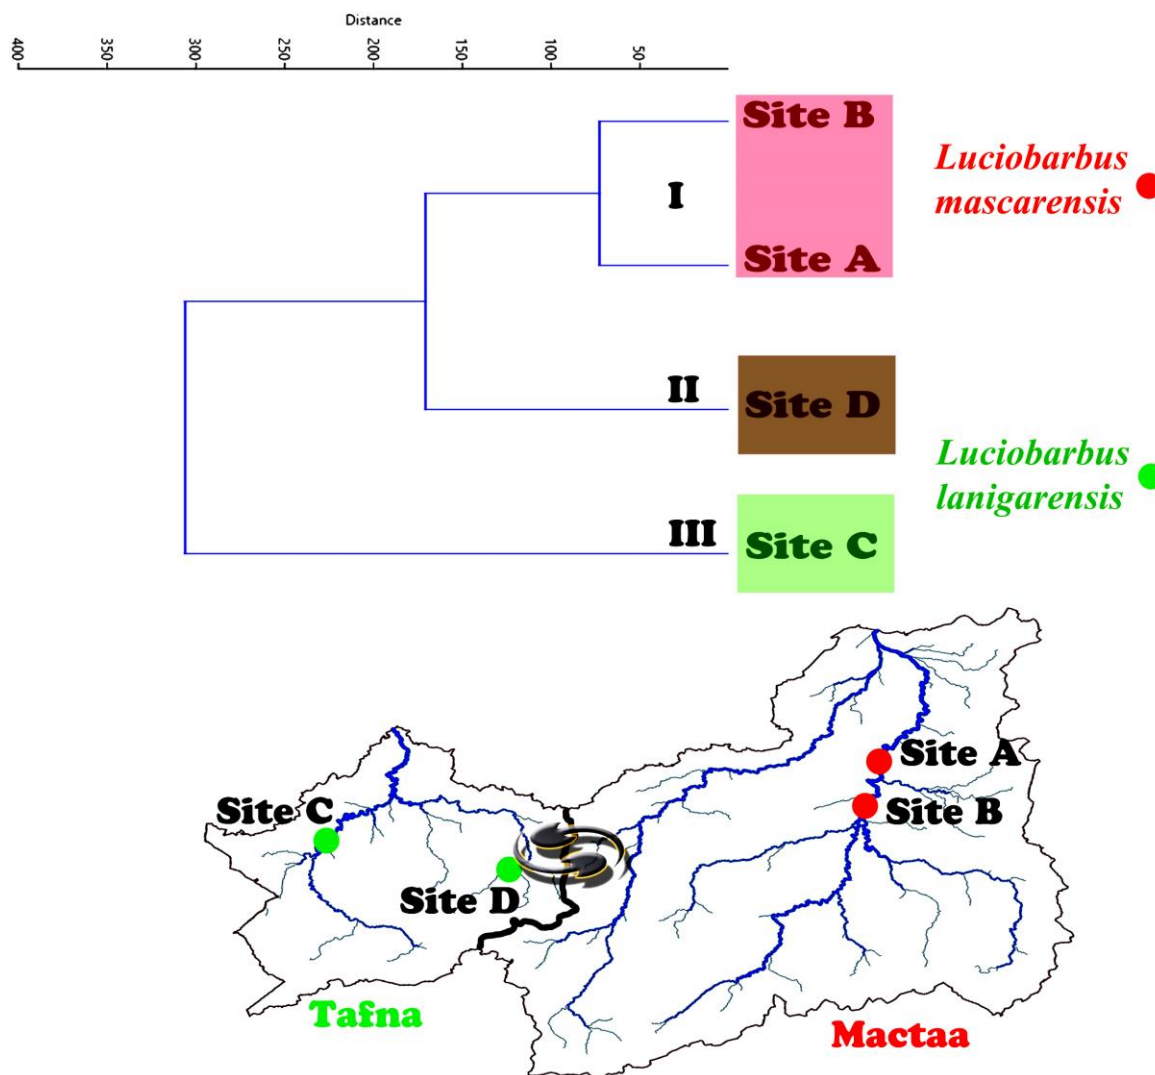 Distance
400 350 300 250 200 150 100 50
Site B
Luciobarbus
mascarensis
I
Site A
II
Site D
Luciobarbus
lanigarensis
III
Site C
Site A
Site C
Site B
Site D
Tafna
Mactaa